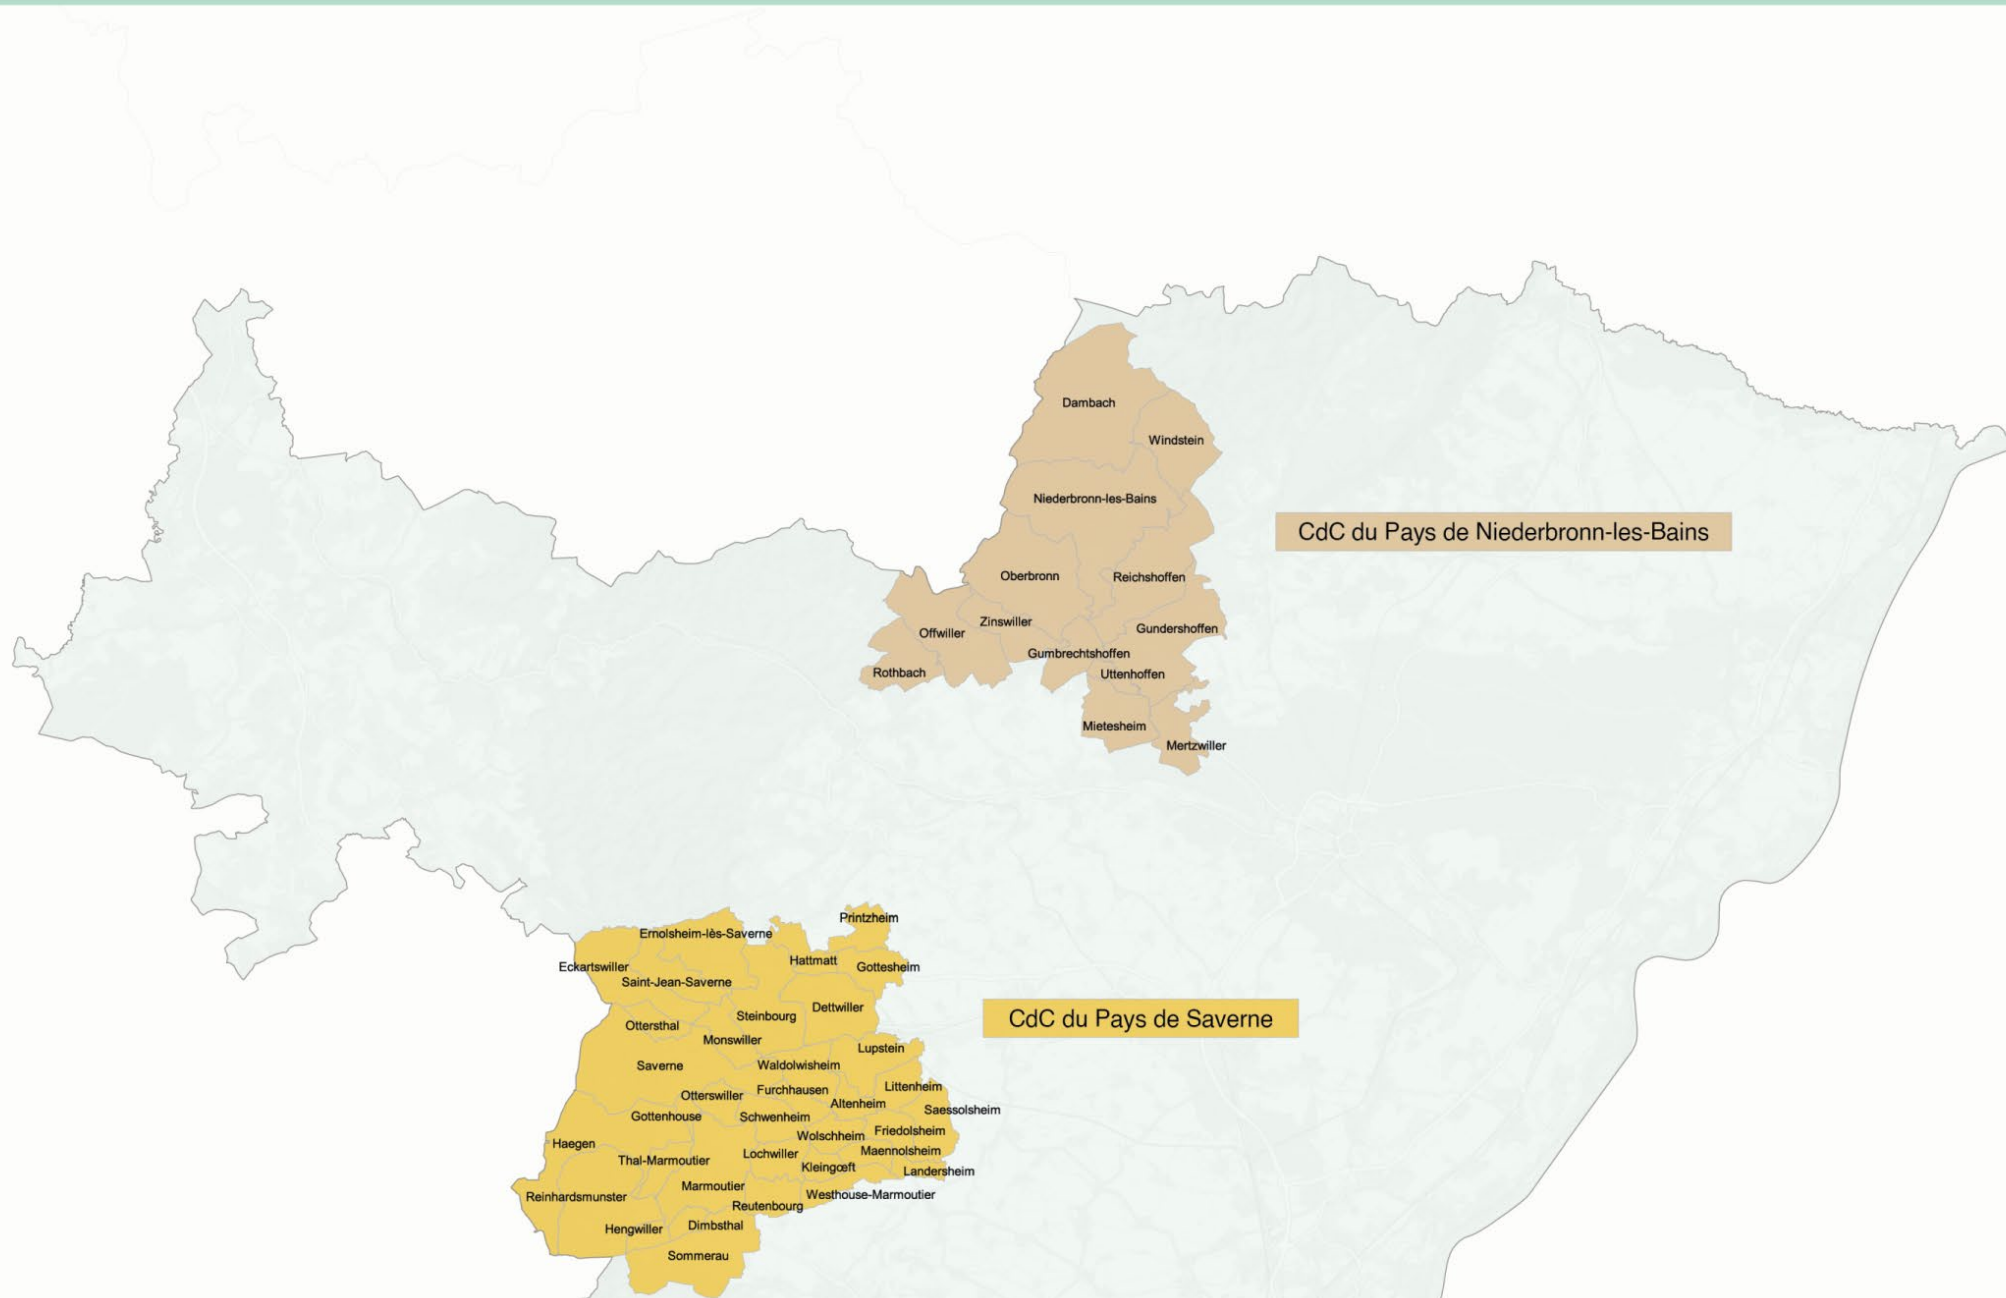 Dambach
Windstein
Niederbronn-les-Bains
CdC du Pays de Niederbronn-les-Bains
Oberbronn
Reichshoffen
Zinswiller
Gundershoffen
Offwiller
Gumbrechtshoffen
Rothbach
Uttenhoffen
Mietesheim
Mertzwiller
Printzheim
Ernolsheim-lès-Saverne
Hattmatt
Eckartswiller
Gottesheim
Saint-Jean-Saverne
Dettwiller
Steinbourg
CdC du Pays de Saverne
Ottersthal
Monswiller
Lupstein
Saverne
Waldolwisheim
Littenheim
Furchhausen
Otterswiller
Altenheim
Saessolsheim
Gottenhouse
Schwenheim
Friedolsheim
Wolschheim
Haegen
Maennolsheim
Lochwiller
Thal-Marmoutier
Kleingœft
Landersheim
Marmoutier
Westhouse-Marmoutier
Reinhardsmunster
Reutenbourg
Dimbsthal
Hengwiller
Sommerau